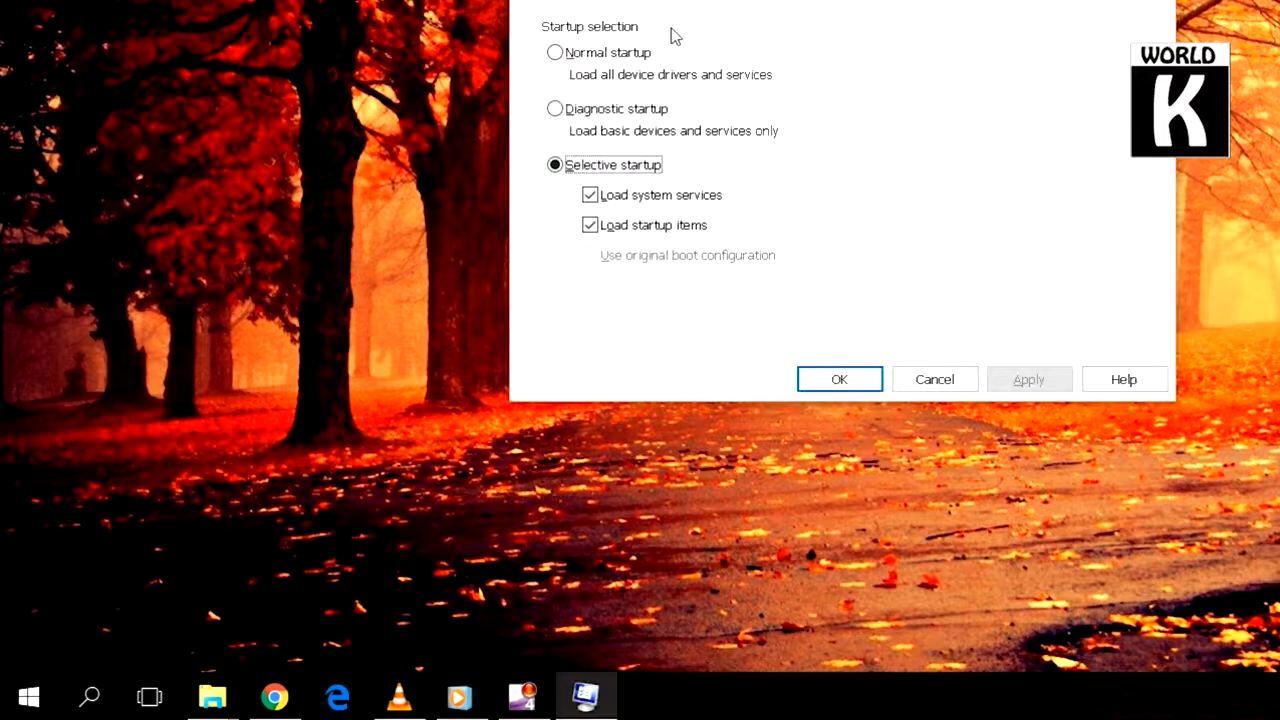 Startup selection
Normal startup
Load all device drivers and services
Diagnostic startup
Load basic devices and services only
Selective startup
Load system services
Load startup items
Use original boot configuration
OK
Cancel
Apply
Help
WORLD
K
4